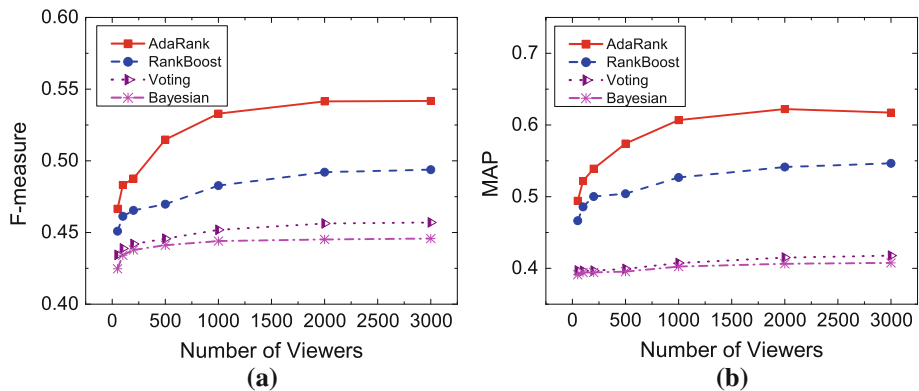 0.60
0.55
0.50
0.45
0.40
F-measure
AdaRank
RankBoost
Voting
Bayesian
0 500 1000 1500 2000 2500 3000
Number of Viewers
(a)
0.7
0.6
0.5
0.4
MAP
AdaRank
RankBoost
Voting
Bayesian
0 500 1000 1500 2000 2500 3000
Number of Viewers
(b)